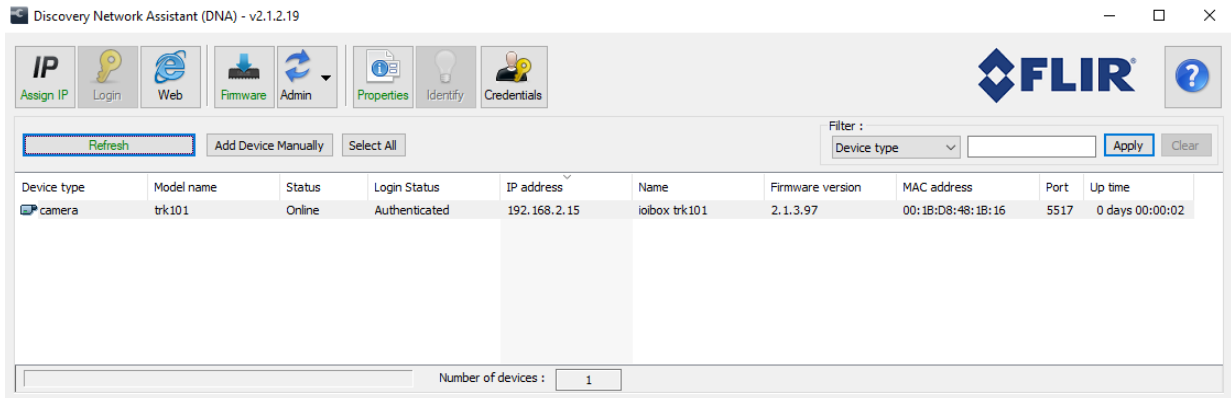 Discovery Network Assistant (DNA) - v2.1.2.19
IP
Assign IP Login Web Firmware Admin Properties Identify Credentials
FLIR
?
Refresh Add Device Manually Select All
Filter :
Device type Apply Clear
Device type Model name Status Login Status IP address Name Firmware version MAC address Port Up time
camera trk101 Online Authenticated 192.168.2.15 ioibox trk101 2.1.3.97 00:1B:D8:48:1B:16 5517 0 days 00:00:02
Number of devices : 1